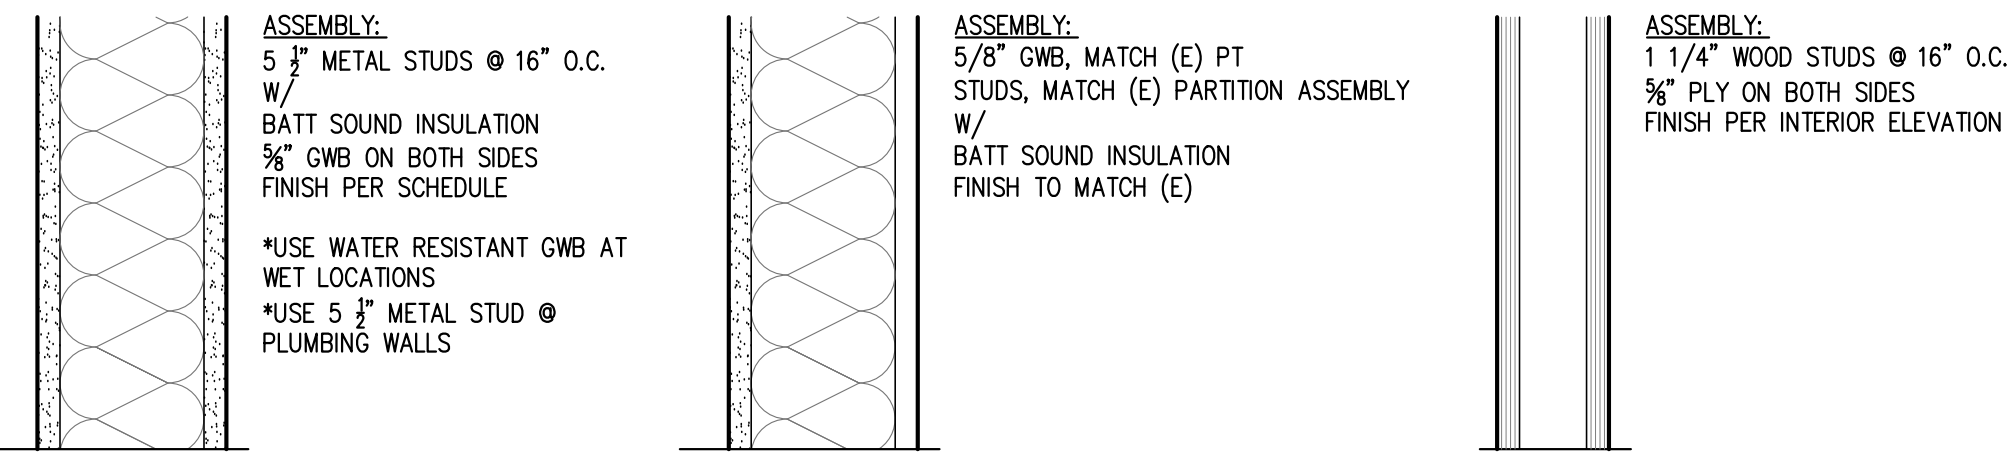 ASSEMBLY:
5 1/2" METAL STUDS @ 16" O.C.
W/
BATT SOUND INSULATION
5/8" GWB ON BOTH SIDES
FINISH PER SCHEDULE
*USE WATER RESISTANT GWB AT
WET LOCATIONS
*USE 5 1/2" METAL STUD @
PLUMBING WALLS
ASSEMBLY:
5/8" GWB, MATCH (E) PT
STUDS, MATCH (E) PARTITION ASSEMBLY
W/
BATT SOUND INSULATION
FINISH TO MATCH (E)
ASSEMBLY:
1 1/4" WOOD STUDS @ 16" O.C.
5/8" PLY ON BOTH SIDES
FINISH PER INTERIOR ELEVATION